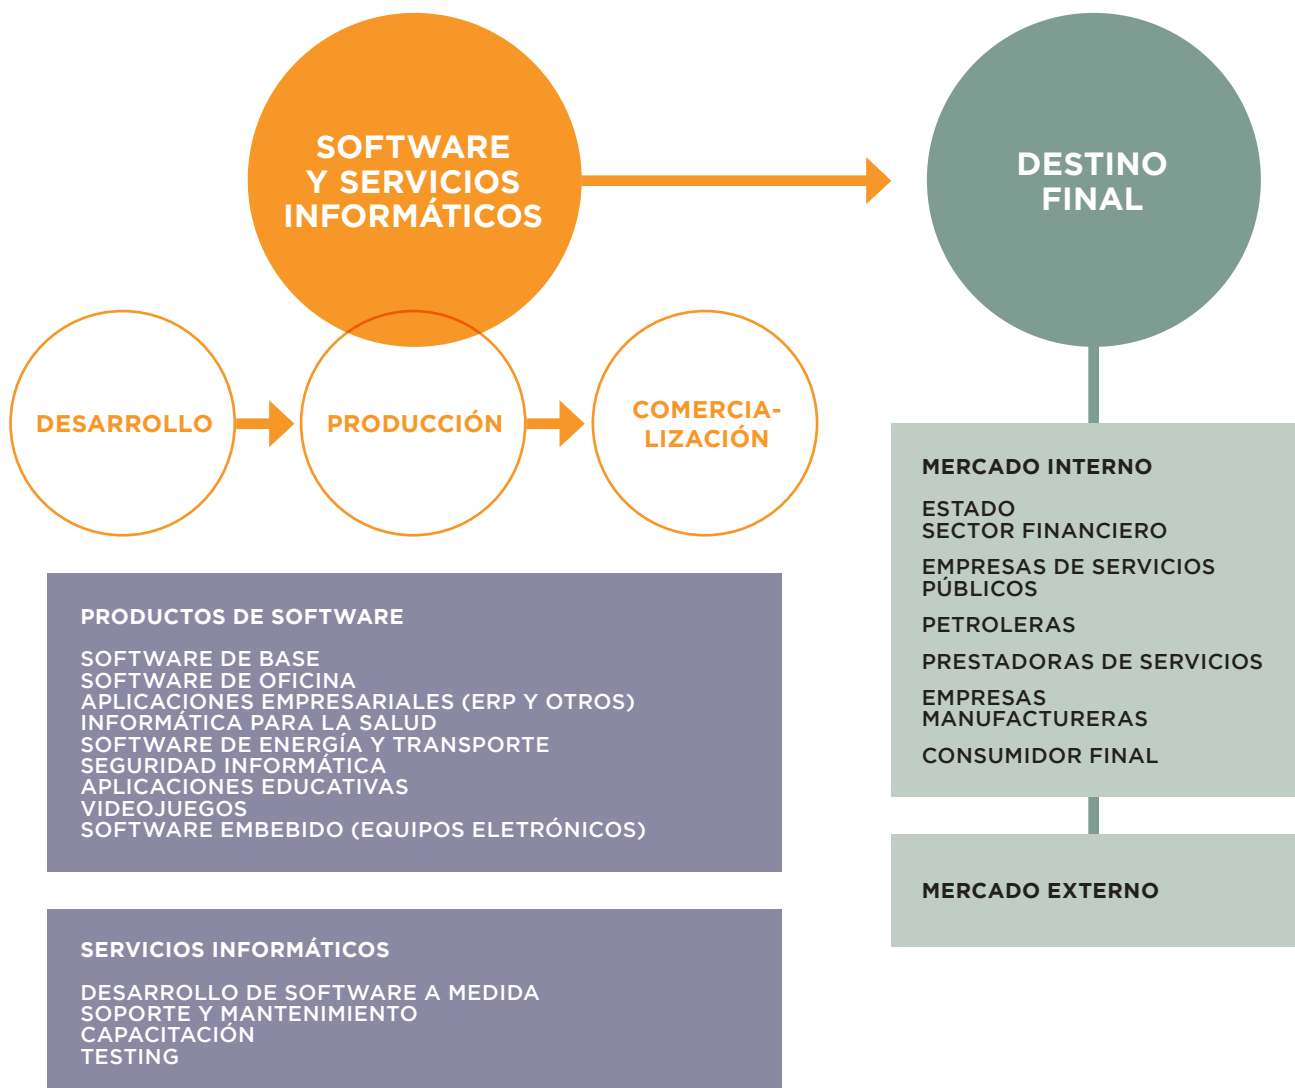 SOFTWARE
Y SERVICIOS
INFORMÁTICOS
DESTINO
FINAL
DESARROLLO
PRODUCCIÓN
COMERCIA-
LIZACIÓN
PRODUCTOS DE SOFTWARE
SOFTWARE DE BASE
SOFTWARE DE OFICINA
APLICACIONES EMPRESARIALES (ERP Y OTROS)
INFORMÁTICA PARA LA SALUD
SOFTWARE DE ENERGÍA Y TRANSPORTE
SEGURIDAD INFORMÁTICA
APLICACIONES EDUCATIVAS
VIDEOJUEGOS
SOFTWARE EMBEBIDO (EQUIPOS ELETRÓNICOS)
SERVICIOS INFORMÁTICOS
DESARROLLO DE SOFTWARE A MEDIDA
SOPORTE Y MANTENIMIENTO
CAPACITACIÓN
TESTING
MERCADO INTERNO
ESTADO
SECTOR FINANCIERO
EMPRESAS DE SERVICIOS
PÚBLICOS
PETROLERAS
PRESTADORAS DE SERVICIOS
EMPRESAS
MANUFACTURERAS
CONSUMIDOR FINAL
MERCADO EXTERNO